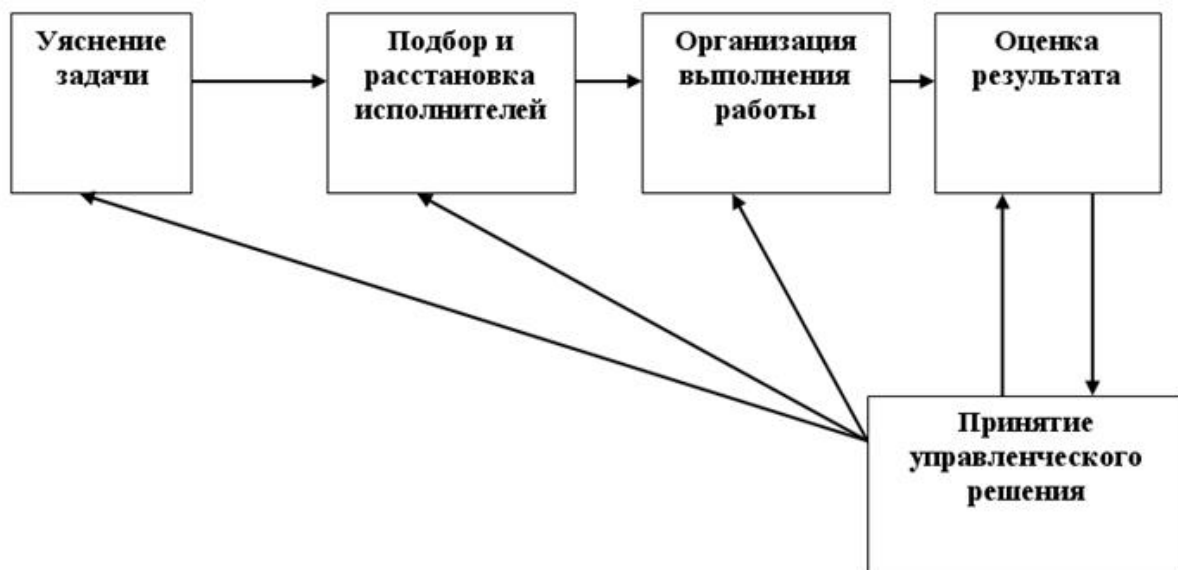 Уяснение
задачи
Подбор и
расстановка
исполнителей
Организация
выполнения
работы
Оценка
результата
Принятие
управленческого
решения